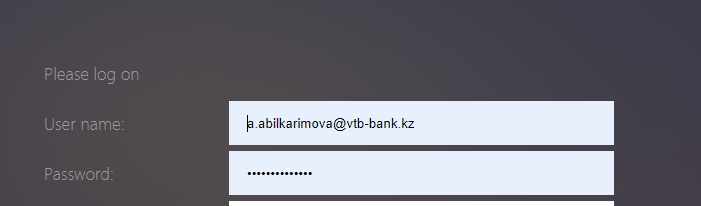 Please log on
User name:
a.abilkarimova@vtb-bank.kz
Password:
••••••••••••••